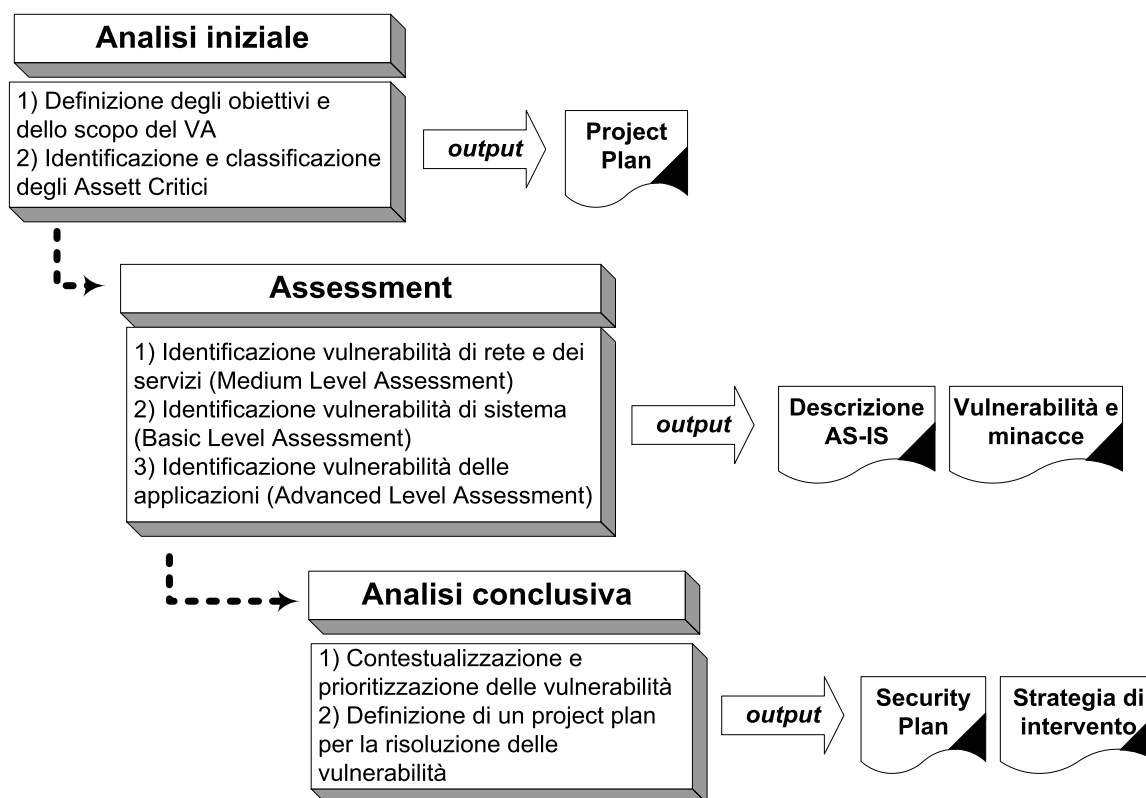 Analisi iniziale
1) Definizione degli obiettivi e
dello scopo del VA
2) Identificazione e classificazione
degli Assett Critici
output
Project
Plan
Assessment
1) Identificazione vulnerabilità di rete e dei
servizi (Medium Level Assessment)
2) Identificazione vulnerabilità di sistema
(Basic Level Assessment)
3) Identificazione vulnerabilità delle
applicazioni (Advanced Level Assessment)
output
Descrizione
AS-IS
Vulnerabilità e
minacce
Analisi conclusiva
1) Contestualizzazione e
prioritizzazione delle vulnerabilità
2) Definizione di un project plan
per la risoluzione delle
vulnerabilità
output
Security
Plan
Strategia di
intervento